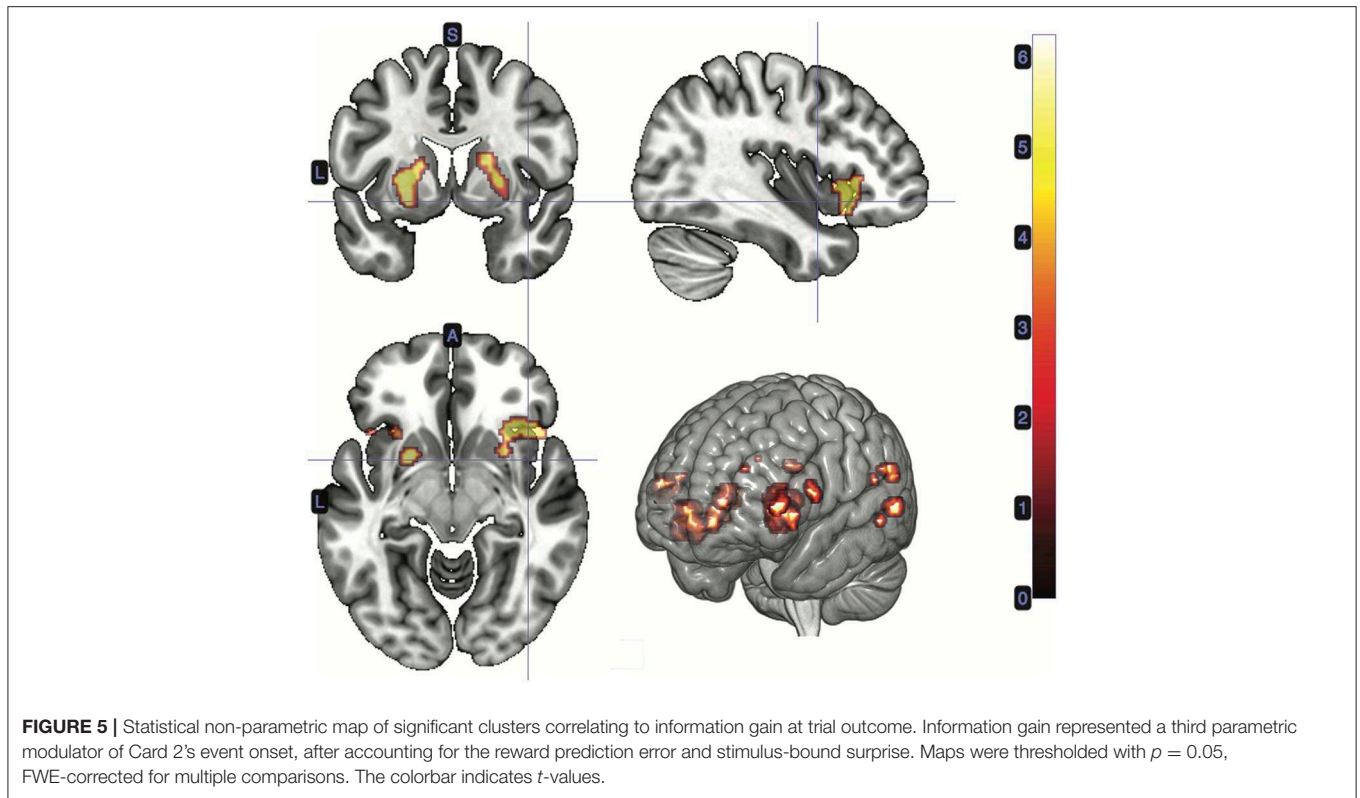 S
L
A
L
6
5
4
3
2
1
0
FIGURE 5 | Statistical non-parametric map of significant clusters correlating to information gain at trial outcome. Information gain represented a third parametric
modulator of Card 2's event onset, after accounting for the reward prediction error and stimulus-bound surprise. Maps were thresholded with p = 0.05,
FWE-corrected for multiple comparisons. The colorbar indicates t-values.